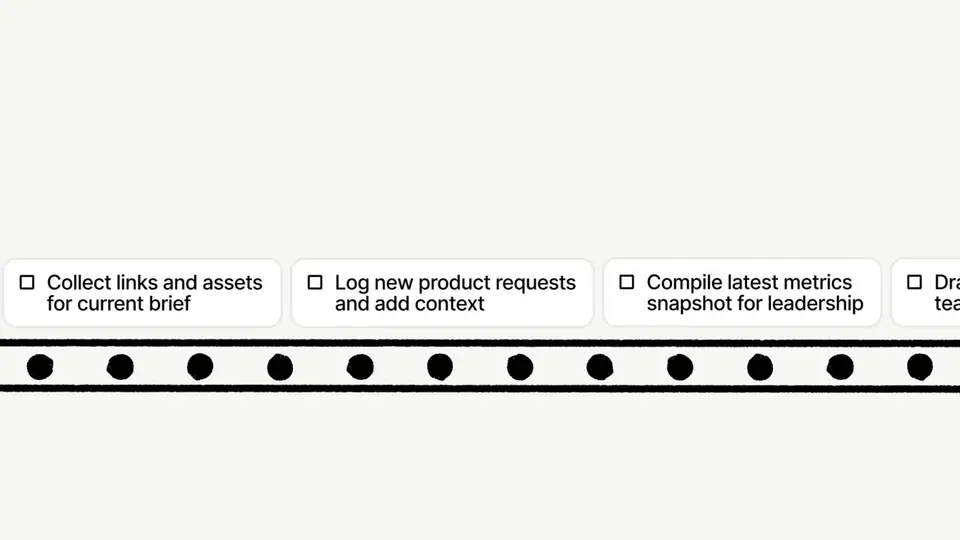 Collect links and assets
for current brief
Log new product requests
and add context
Compile latest metrics
snapshot for leadership